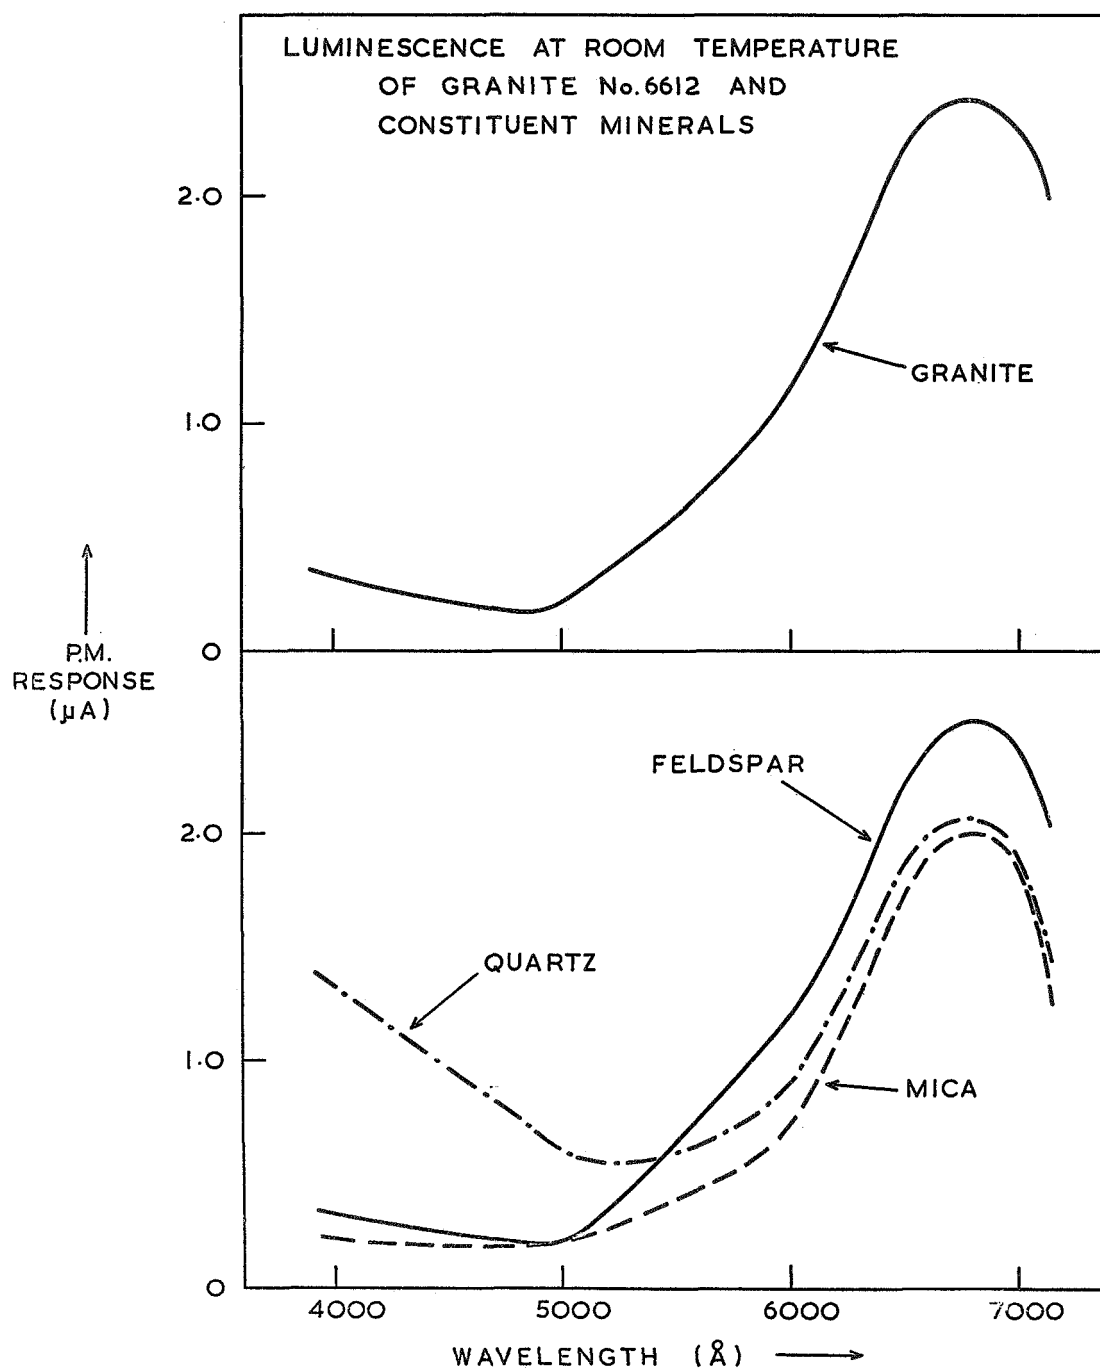 LUMINESCENCE AT ROOM TEMPERATURE
OF GRANITE No.6612 AND
CONSTITUENT MINERALS
2.0
GRANITE
1.0
0
P.M.
RESPONSE
(µA)
FELDSPAR
2.0
QUARTZ
1.0
MICA
0
4000 5000 6000 7000
WAVELENGTH (Å)